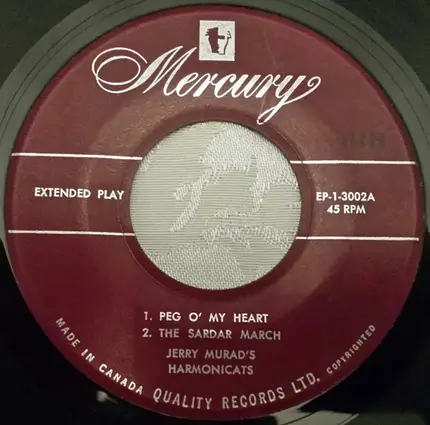 Mercury
EXTENDED PLAY
EP-1-3002A
45 RPM
1. PEG O' MY HEART
2. THE SARDAR MARCH
JERRY MURAD'S
HARMONICATS
MADE IN CANADA QUALITY RECORDS LTD. COPYRIGHTED